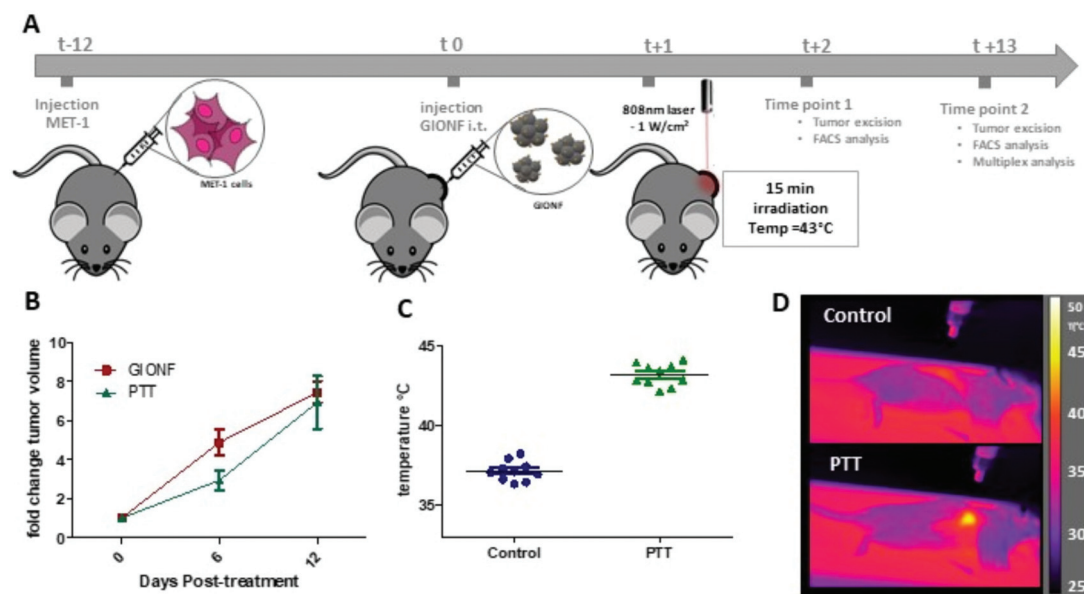 A
t-12
t 0
t+1
t+2
t +13
Injection
MET-1
MET-1 cells
injection
GIONF i.t.
GIONF
808nm laser
- 1 W/cm²
15 min
irradiation
Temp =43°C
Time point 1
• Tumor excision
• FACS analysis
Time point 2
• Tumor excision
• FACS analysis
• Multiplex analysis
B
fold change tumor volume
10
8
6
4
2
0
GIONF
PTT
0
6
12
Days Post-treatment
C
temperature °C
45
40
35
Control
PTT
D
Control
PTT
50
T°C
45
40
35
30
25